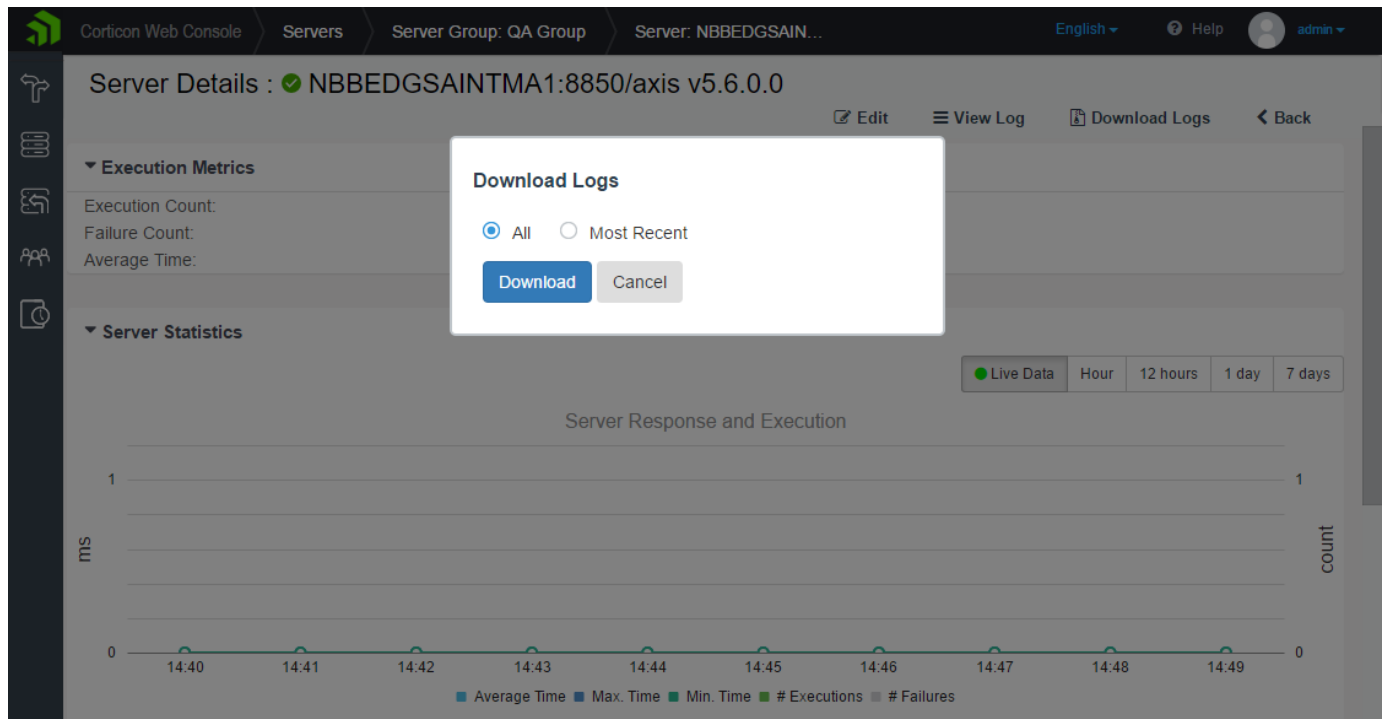 Corticon Web Console Servers Server Group: QA Group Server: NBBEDGSAIN... English Help admin
Server Details : NBBEDGSAINTMA1:8850/axis v5.6.0.0
Edit View Log Download Logs Back
Execution Metrics
Execution Count:
Failure Count:
Average Time:
Download Logs
All Most Recent
Download Cancel
Server Statistics
Live Data Hour 12 hours 1 day 7 days
Server Response and Execution
1 1
ms count
0 0
14:40 14:41 14:42 14:43 14:44 14:45 14:46 14:47 14:48 14:49
Average Time Max. Time Min. Time # Executions # Failures